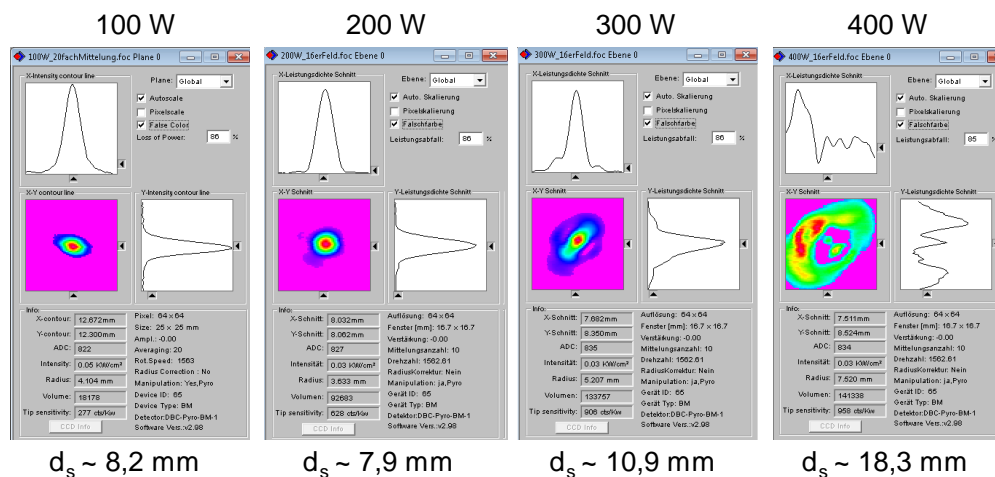 100 W
200 W
300 W
400 W
100W_20fachMittelung.foc Plane 0
X-Intensity contour line
Plane: Global
Autoscale
Pixelscale
False Color
Loss of Power: 86 %
X-Y contour line
Y-Intensity contour line
Info:
X-contour: 12.672mm
Y-contour: 12.300mm
ADC: 822
Intensity: 0.05 KW/cm²
Radius: 4.104 mm
Volumen: 18178
Tip sensitivity: 277 cts/Kw
CCD Info
Pixel: 64 x 64
Size: 25 x 25 mm
Ampl.: -0.00
Averaging: 20
Rot.Speed: 1563
Radius Correction : No
Manipulation: Yes,Pyro
Device ID: 65
Device Type: BM
Detektor:DBC-Pyro-BM-1
Software Vers.:v2.98
200W_16erFeld.foc Ebene 0
X-Leistungsdichte Schnitt
Ebene: Global
Auto. Skalierung
Pixelskalierung
Falschfarbe
Leistungsabfall: 86 %
X-Y Schnitt
Y-Leistungsdichte Schnitt
Info:
X-Schnitt: 8.032mm
Y-Schnitt: 8.062mm
ADC: 827
Intensität: 0.03 KW/cm²
Radius: 3.633 mm
Volumen: 92683
Tip sensitivity: 628 cts/Kw
CCD Info
Auflösung: 64 x 64
Fenster [mm]: 16.7 x 16.7
Verstärkung: -0.00
Mittelungsanzahl: 10
Drehzahl: 1562.61
RadiusKorrektur: Nein
Manipulation: ja,Pyro
Gerät ID: 65
Gerät Typ: BM
Detektor:DBC-Pyro-BM-1
Software Vers.:v2.98
300W_16erFeld.foc Ebene 0
X-Leistungsdichte Schnitt
Ebene: Global
Auto. Skalierung
Pixelskalierung
Falschfarbe
Leistungsabfall: 86 %
X-Y Schnitt
Y-Leistungsdichte Schnitt
Info:
X-Schnitt: 7.682mm
Y-Schnitt: 8.350mm
ADC: 835
Intensität: 0.03 KW/cm²
Radius: 5.207 mm
Volumen: 133757
Tip sensitivity: 906 cts/Kw
CCD Info
Auflösung: 64 x 64
Fenster [mm]: 16.7 x 16.7
Verstärkung: -0.00
Mittelungsanzahl: 10
Drehzahl: 1562.61
RadiusKorrektur: Nein
Manipulation: ja,Pyro
Gerät ID: 65
Gerät Typ: BM
Detektor:DBC-Pyro-BM-1
Software Vers.:v2.98
400W_16erFeld.foc Ebene 0
X-Leistungsdichte Schnitt
Ebene: Global
Auto. Skalierung
Pixelskalierung
Falschfarbe
Leistungsabfall: 85 %
X-Y Schnitt
Y-Leistungsdichte Schnitt
Info:
X-Schnitt: 7.511mm
Y-Schnitt: 8.524mm
ADC: 834
Intensität: 0.03 KW/cm²
Radius: 7.520 mm
Volumen: 141338
Tip sensitivity: 958 cts/Kw
CCD Info
Auflösung: 64 x 64
Fenster [mm]: 16.7 x 16.7
Verstärkung: -0.00
Mittelungsanzahl: 10
Drehzahl: 1562.61
RadiusKorrektur: Nein
Manipulation: ja,Pyro
Gerät ID: 65
Gerät Typ: BM
Detektor:DBC-Pyro-BM-1
Software Vers.:v2.98
dₛ ~ 8,2 mm
dₛ ~ 7,9 mm
dₛ ~ 10,9 mm
dₛ ~ 18,3 mm